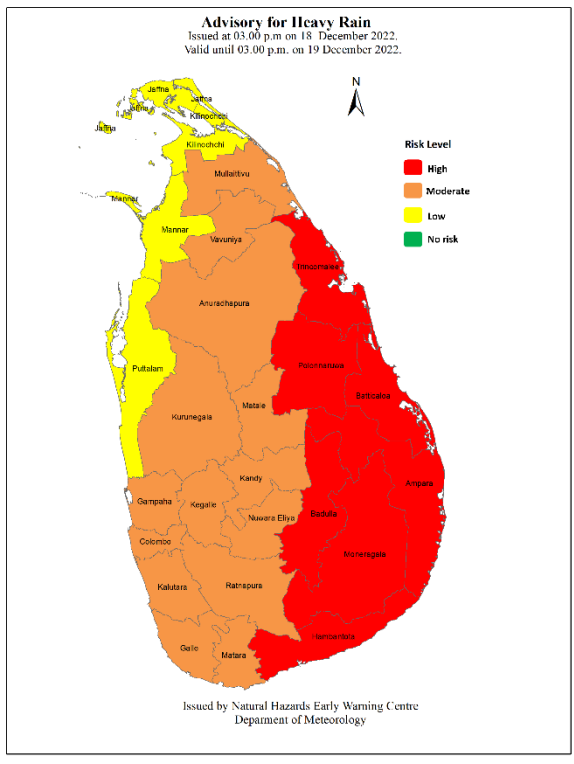 Advisory for Heavy Rain
Issued at 03.00 p.m on 18 December 2022.
Valid until 03.00 p.m. on 19 December 2022.
N
Jaffna
Jaffna
Jaffna
Kilinochchi
Jaffna
Kilinochchi
Risk Level
High
Moderate
Low
No risk
Mullaittivu
Mannar
Mannar
Vavuniya
Trincomalee
Anuradhapura
Polonnaruwa
Puttalam
Batticaloa
Matale
Kurunegala
Kandy
Ampara
Gampaha
Kegalle
Nuwara Eliya
Badulla
Colombo
Moneragala
Kalutara
Ratnapura
Hambantota
Galle
Matara
Issued by Natural Hazards Early Warning Centre
Deparment of Meteorology